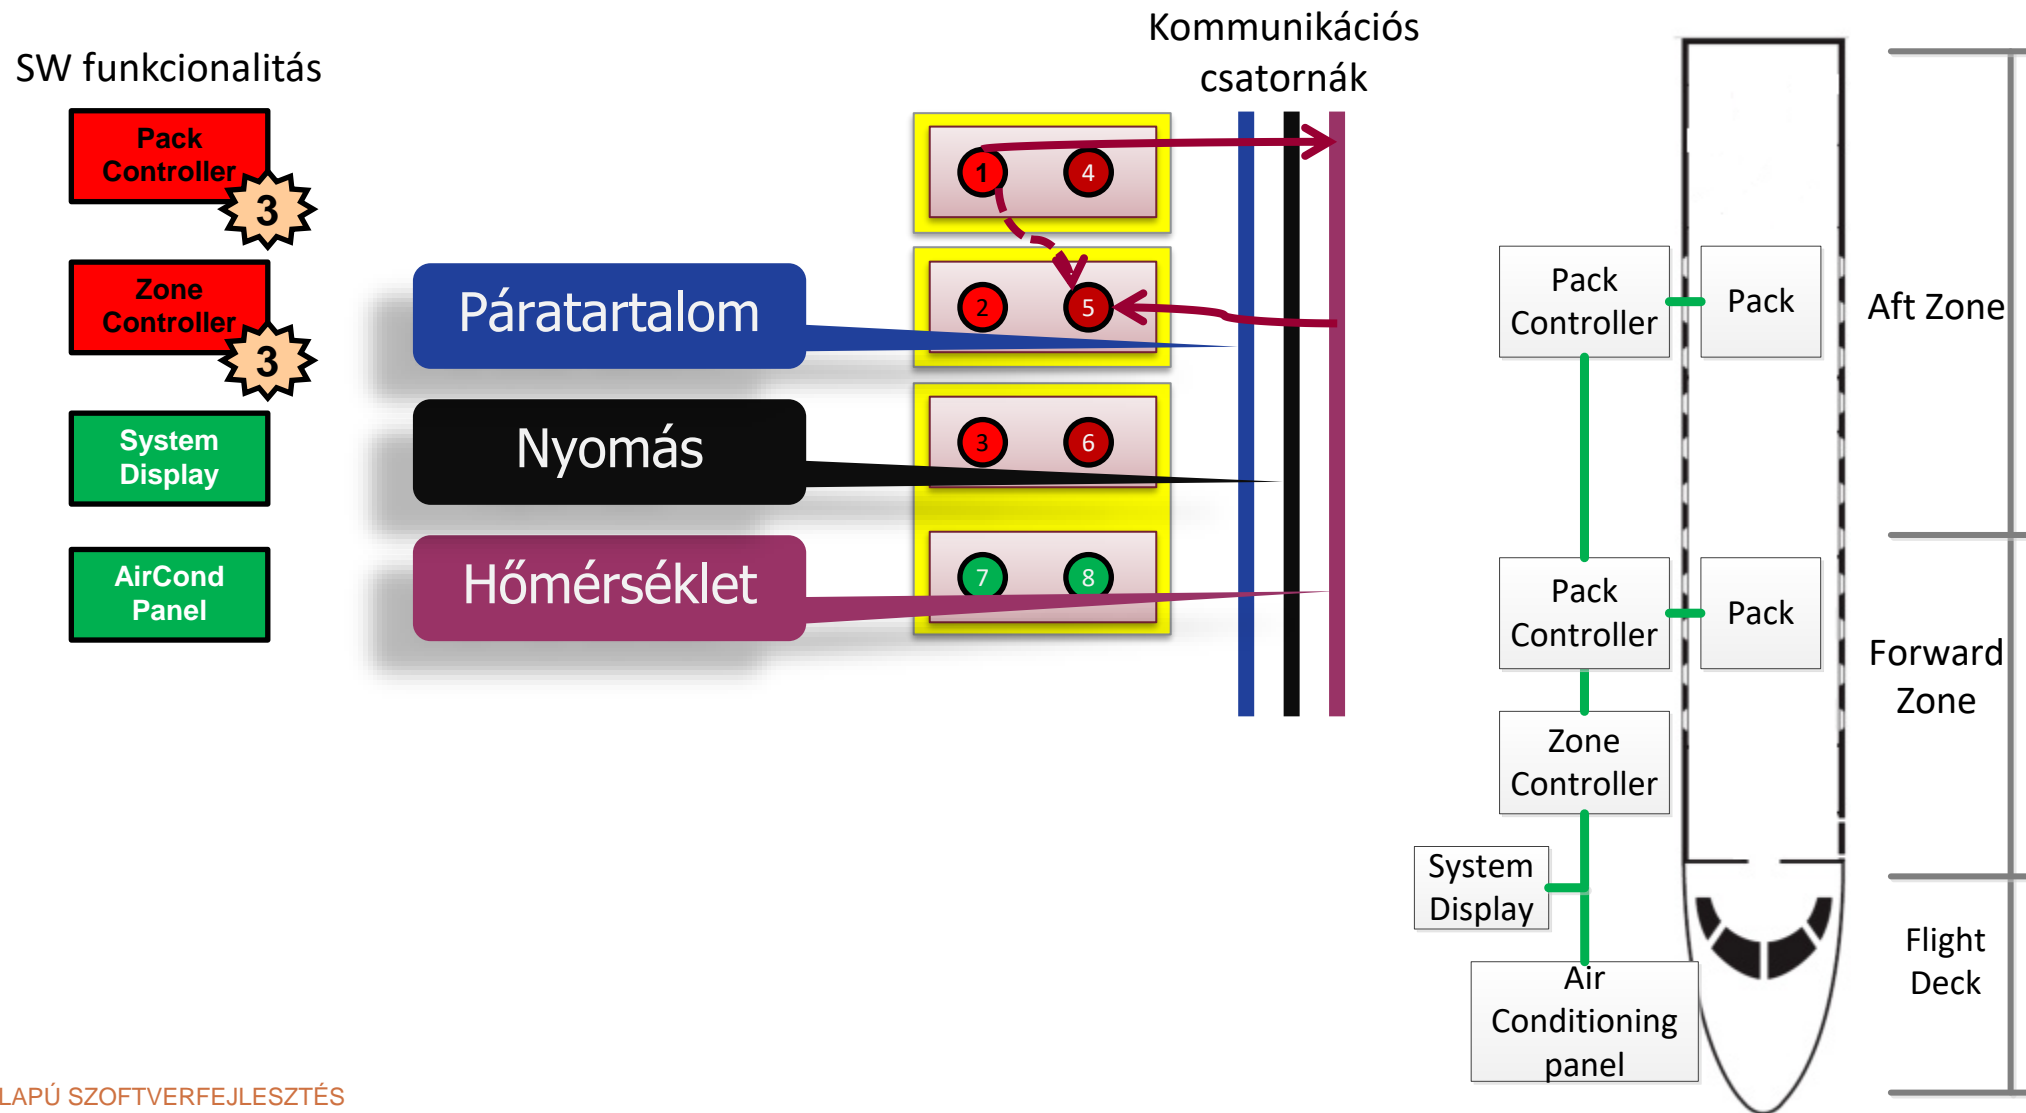 SW funkcionalitás
Pack
Controller
3
Zone
Controller
3
System
Display
AirCond
Panel
Páratartalom
Nyomás
Hőmérséklet
Kommunikációs
csatornák
1
4
2
5
3
6
7
8
Pack
Controller
Pack
Aft Zone
Pack
Controller
Pack
Forward
Zone
Zone
Controller
System
Display
Flight
Deck
Air
Conditioning
panel
LAPÚ SZOFTVERFEJLESZTÉS